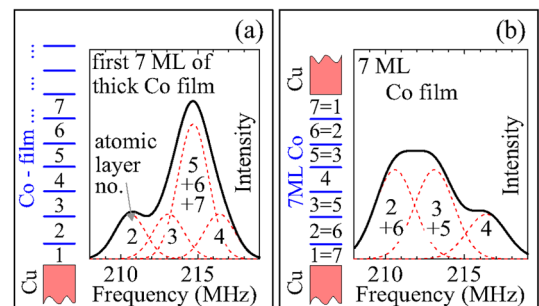 (a)
first 7 ML of
thick Co film
... 
...
...
7
6
5
4
3
2
1
Co - film
Cu
atomic
layer
no.
2
3
5
+6
+7
4
Intensity
210
215
Frequency (MHz)
(b)
7 ML
Co film
Cu
7=1
6=2
5=3
4
3=5
2=6
1=7
7ML Co
Cu
2
+6
3
+5
4
Intensity
210
215
Frequency (MHz)